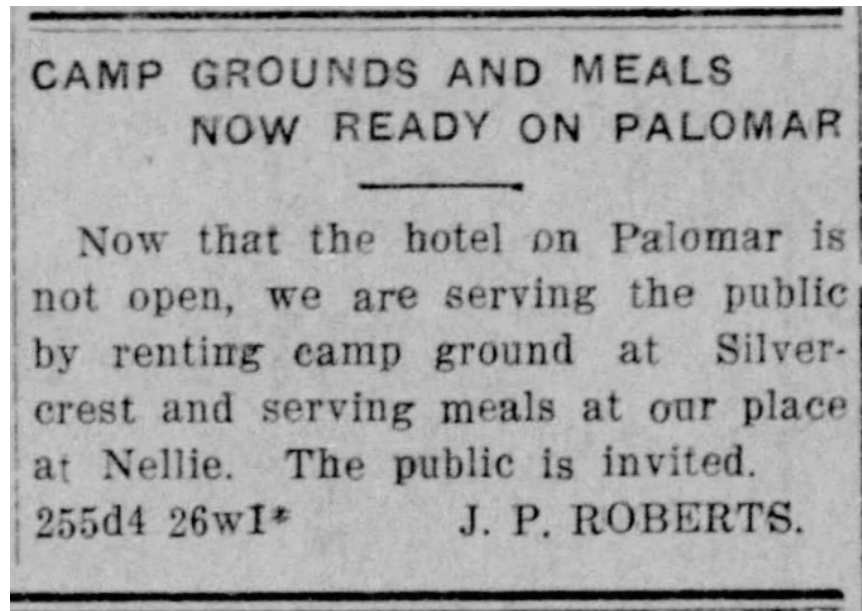 CAMP GROUNDS AND MEALS
NOW READY ON PALOMAR
Now that the hotel on Palomar is
not open, we are serving the public
by renting camp ground at Silver-
crest and serving meals at our place
at Nellie. The public is invited.
255d4 26wI* J. P. ROBERTS.